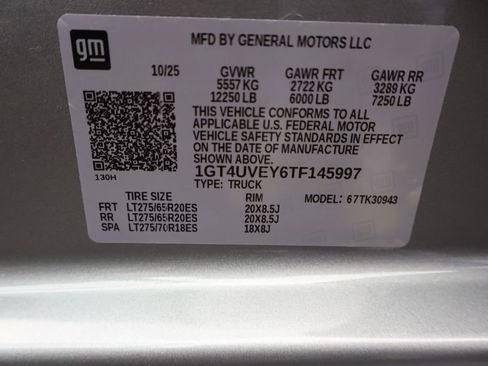 gm
MFD BY GENERAL MOTORS LLC
10/25 GVWR GAWR FRT GAWR RR
5557 KG 2722 KG 3289 KG
12250 LB 6000 LB 7250 LB
THIS VEHICLE CONFORMS TO ALL
APPLICABLE U.S. FEDERAL MOTOR
VEHICLE SAFETY STANDARDS IN EFFECT
ON THE DATE OF MANUFACTURE
SHOWN ABOVE.
130H
1GT4UVEY6TF145997
TYPE: TRUCK
TIRE SIZE RIM MODEL: 67TK30943
FRT LT275/65R20ES 20X8.5J
RR LT275/65R20ES 20X8.5J
SPA LT275/70R18ES 18X8J